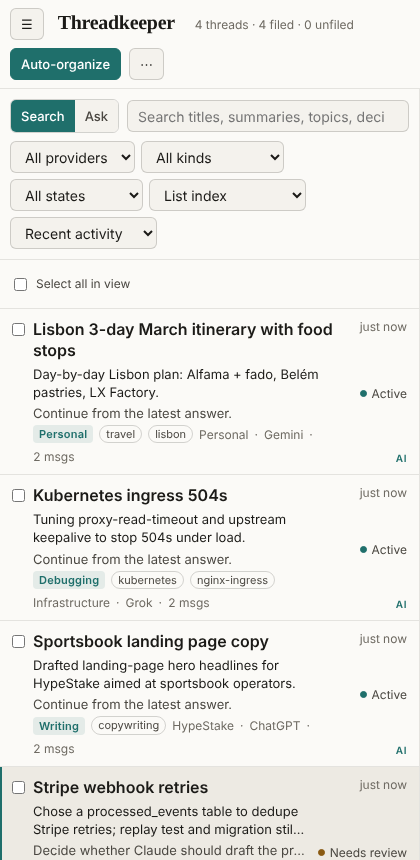 ☰ Threadkeeper 4 threads · 4 filed · 0 unfiled
Auto-organize ···
Search Ask Search titles, summaries, topics, deci
All providers All kinds
All states List index
Recent activity
Select all in view
Lisbon 3-day March itinerary with food just now
stops
Day-by-day Lisbon plan: Alfama + fado, Belém
pastries, LX Factory.
Active
Continue from the latest answer.
Personal travel lisbon Personal · Gemini ·
2 msgs AI
Kubernetes ingress 504s just now
Tuning proxy-read-timeout and upstream
keepalive to stop 504s under load.
Active
Continue from the latest answer.
Debugging kubernetes nginx-ingress
Infrastructure · Grok · 2 msgs AI
Sportsbook landing page copy just now
Drafted landing-page hero headlines for
HypeStake aimed at sportsbook operators.
Active
Continue from the latest answer.
Writing copywriting HypeStake · ChatGPT ·
2 msgs AI
Stripe webhook retries just now
Chose a processed_events table to dedupe
Stripe retries; replay test and migration stil...
Decide whether Claude should draft the pr... Needs review